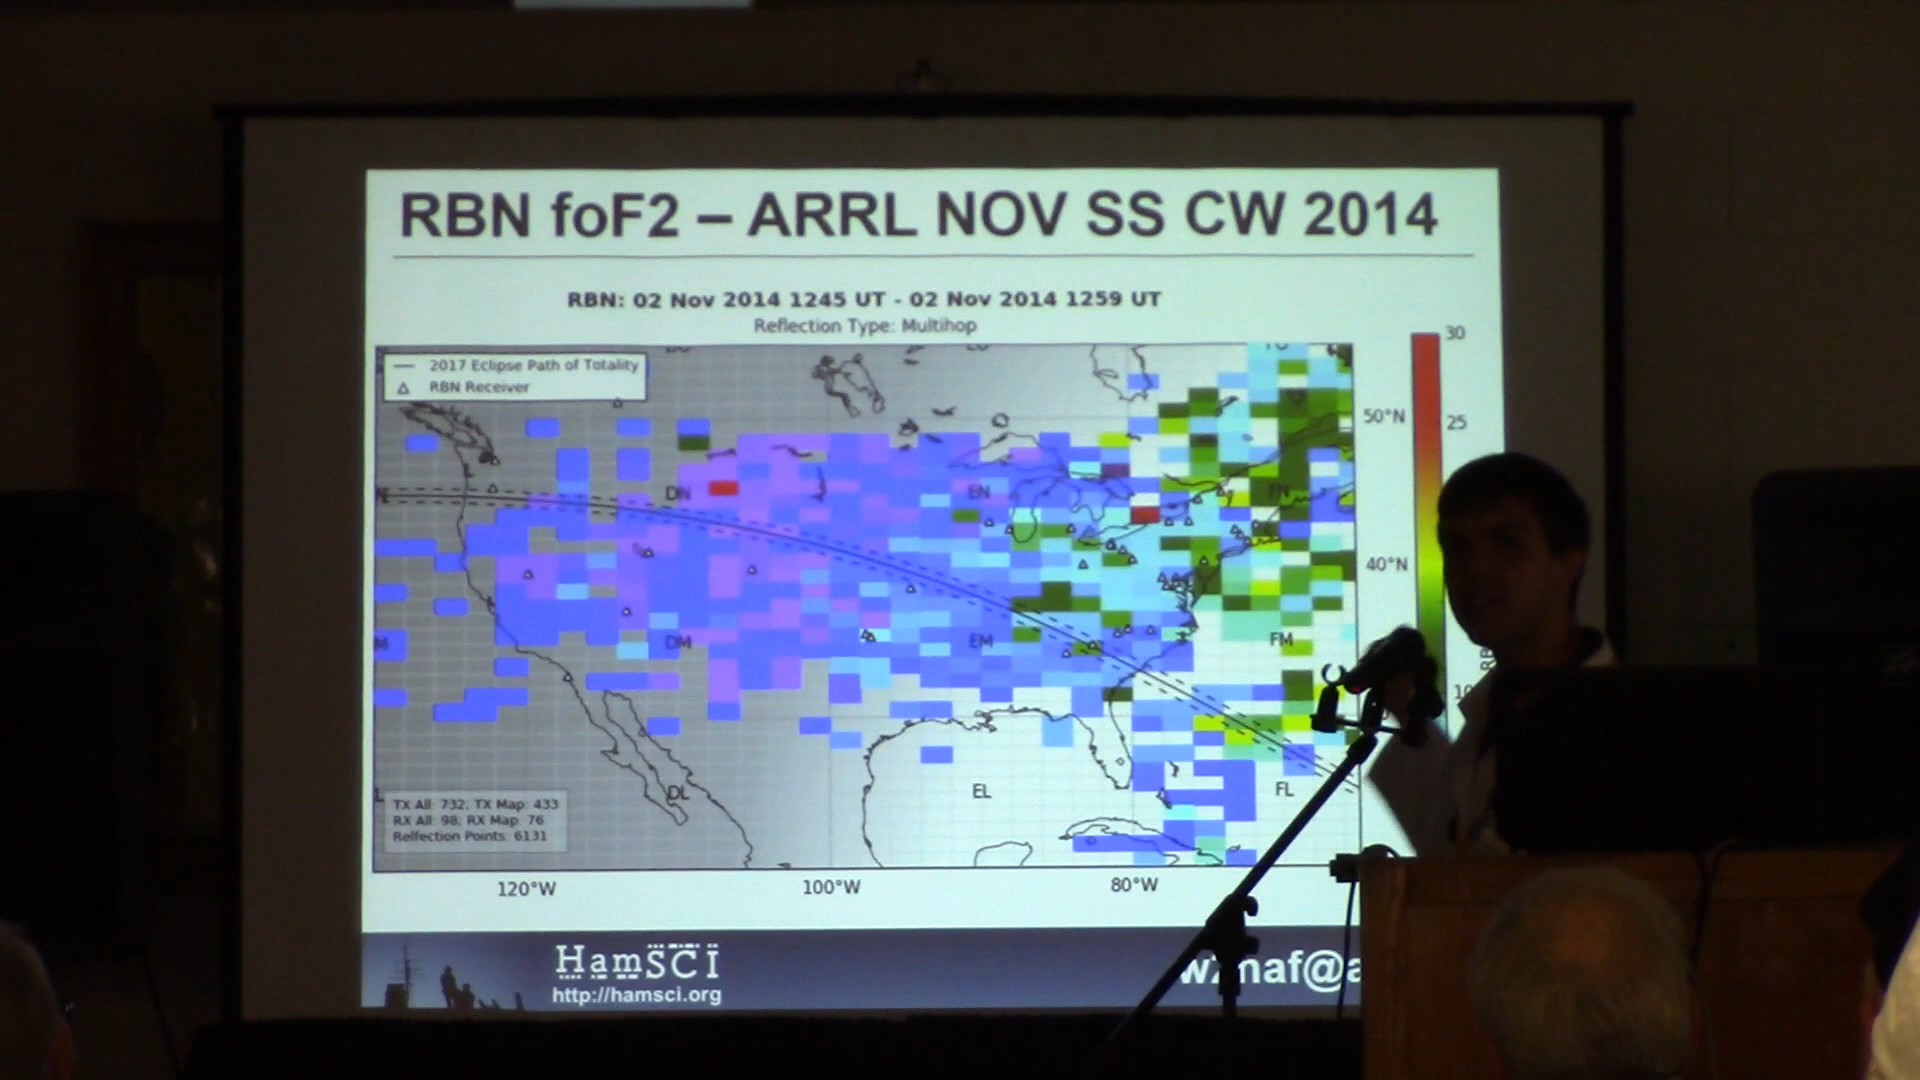 RBN foF2 – ARRL NOV SS CW 2014
RBN: 02 Nov 2014 1245 UT - 02 Nov 2014 1259 UT
Reflection Type: Multihop
2017 Eclipse Path of Totality
RBN Receiver
30
25
50°N
40°N
10
RB
DN
EN
FN
M
DM
EM
FM
DL
EL
FL
TX All: 732; TX Map: 433
RX All: 98; RX Map: 76
Relfection Points: 6131
120°W
100°W
80°W
HamSCI
http://hamsci.org